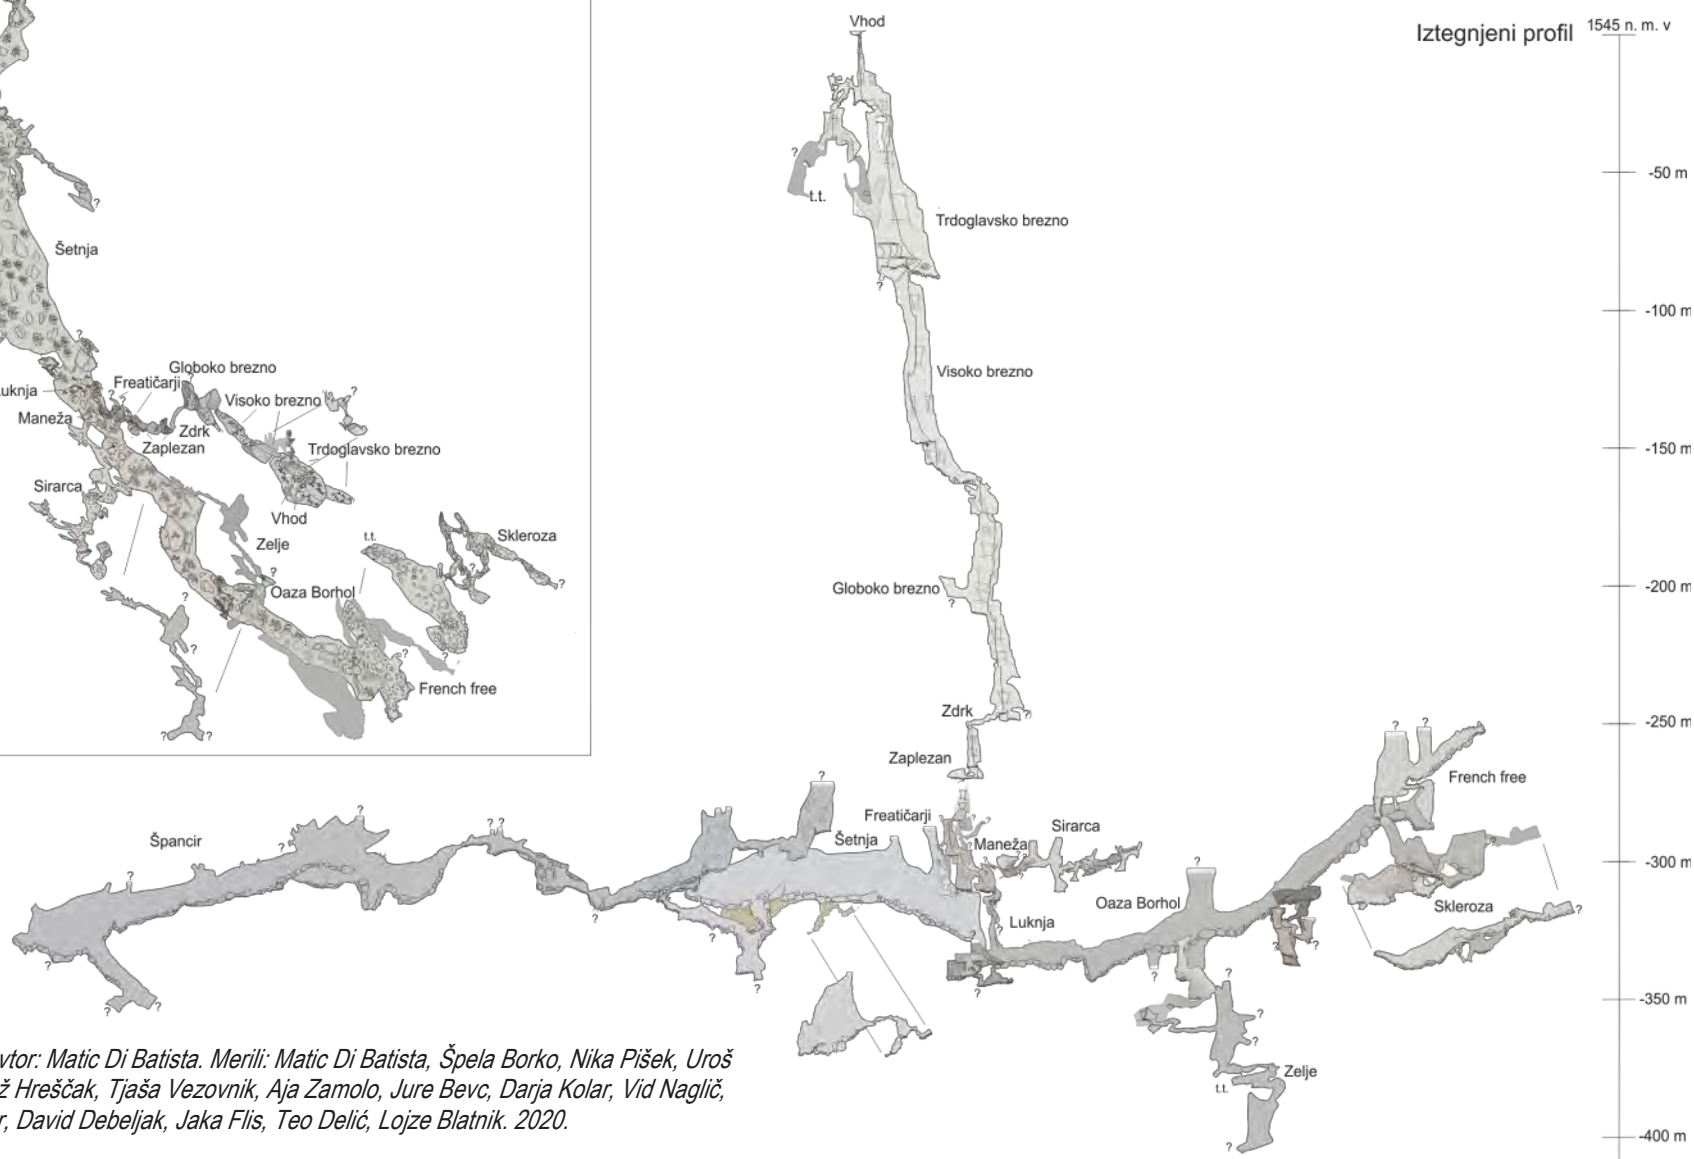 Vhod
Iztegnjeni profil
1545 n. m. v
-50 m
-100 m
-150 m
-200 m
-250 m
-300 m
-350 m
-400 m
?
t.t.
Trdoglavsko brezno
?
Visoko brezno
Globoko brezno
?
Zdrk
?
Zaplezan
Freatičarji
Šetnja
Maneža
Sirarca
Luknja
Oaza Borhol
French free
Skleroza
Zelje
t.t.
Špancir
Šetnja
Globoko brezno
Freatičarji
Visoko brezno
uknja
Maneža
Zdrk
Zaplezan
Trdoglavsko brezno
Sirarca
Vhod
Zelje
t.t.
Skleroza
Oaza Borhol
French free
vtor: Matic Di Batista. Merili: Matic Di Batista, Špela Borko, Nika Pišek, Uroš
ž Hreščak, Tjaša Vezovnik, Aja Zamolo, Jure Bevc, Darja Kolar, Vid Naglič,
r, David Debeljak, Jaka Flis, Teo Delić, Lojze Blatnik. 2020.